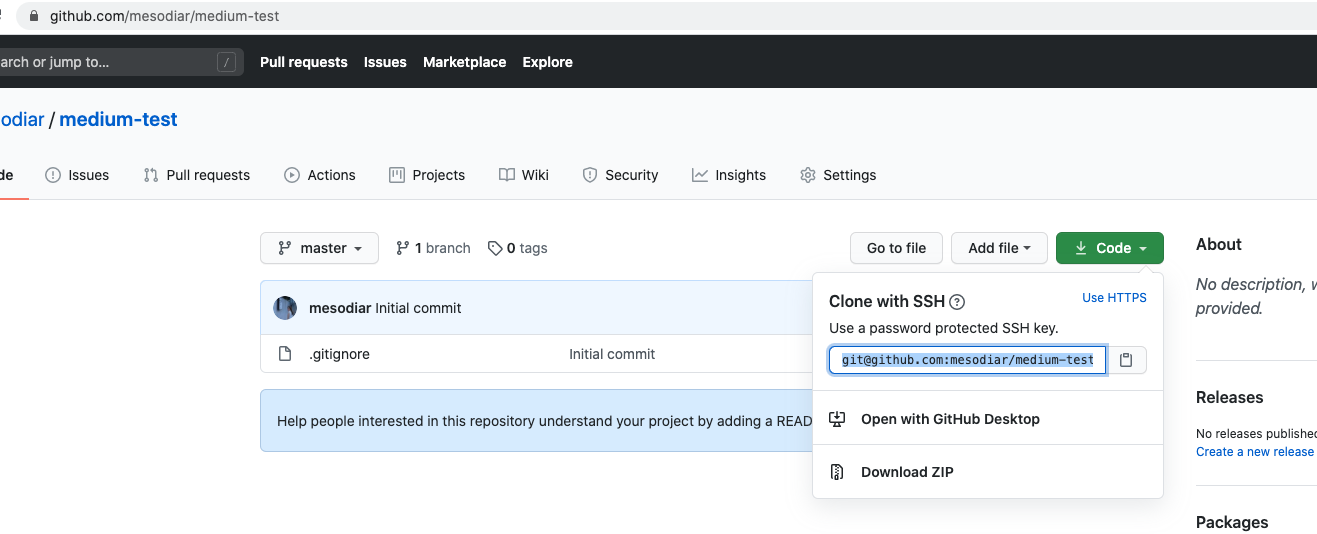 github.com/mesodiar/medium-test
arch or jump to... /
Pull requests Issues Marketplace Explore
odiar / medium-test
de Issues Pull requests Actions Projects Wiki Security Insights Settings
master 1 branch 0 tags Go to file Add file Code
About
mesodiar Initial commit
Clone with SSH ? Use HTTPS
No description, w
provided.
Use a password protected SSH key.
.gitignore Initial commit
git@github.com:mesodiar/medium-test
Releases
Help people interested in this repository understand your project by adding a READ
Open with GitHub Desktop
No releases published
Create a new release
Download ZIP
Packages